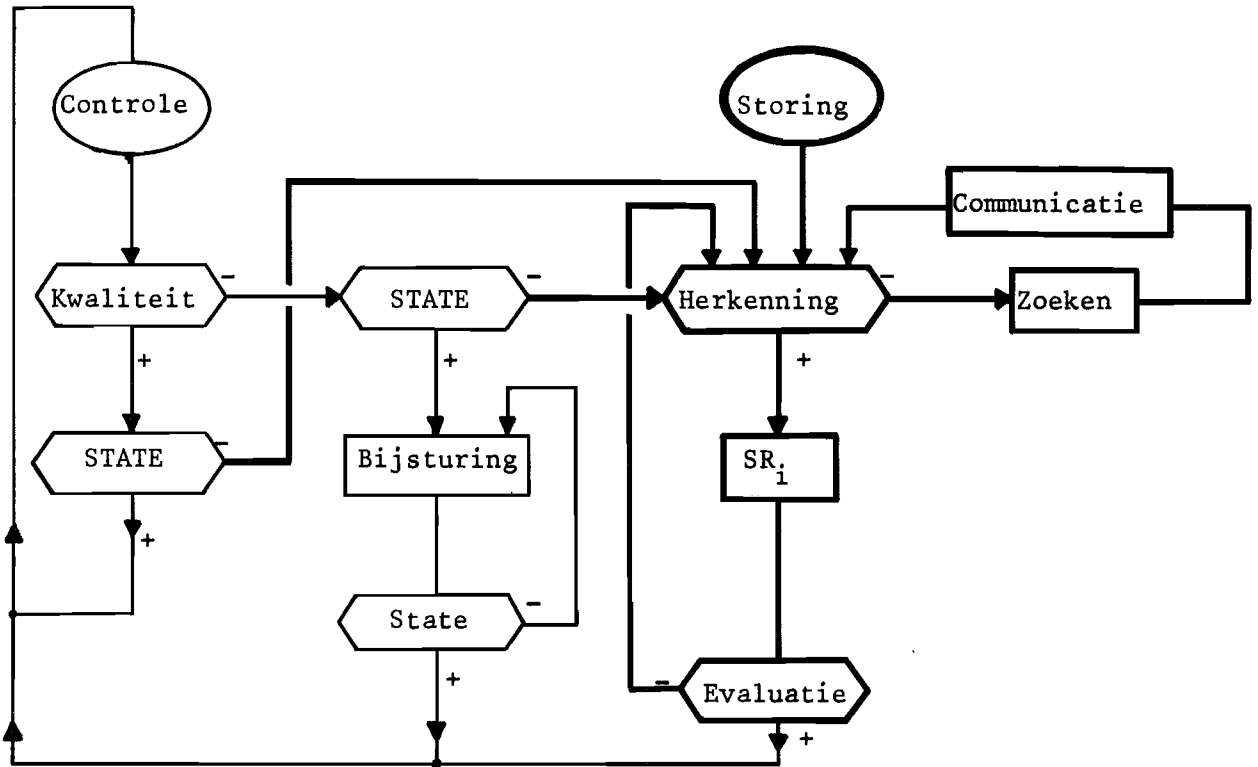 Controle
Storing
Communicatie
Kwaliteit
-
STATE
-
Herkenning
-
Zoeken
+
+
+
STATE
-
Bijsturing
SRi
+
State
-
+
Evaluatie
-
+